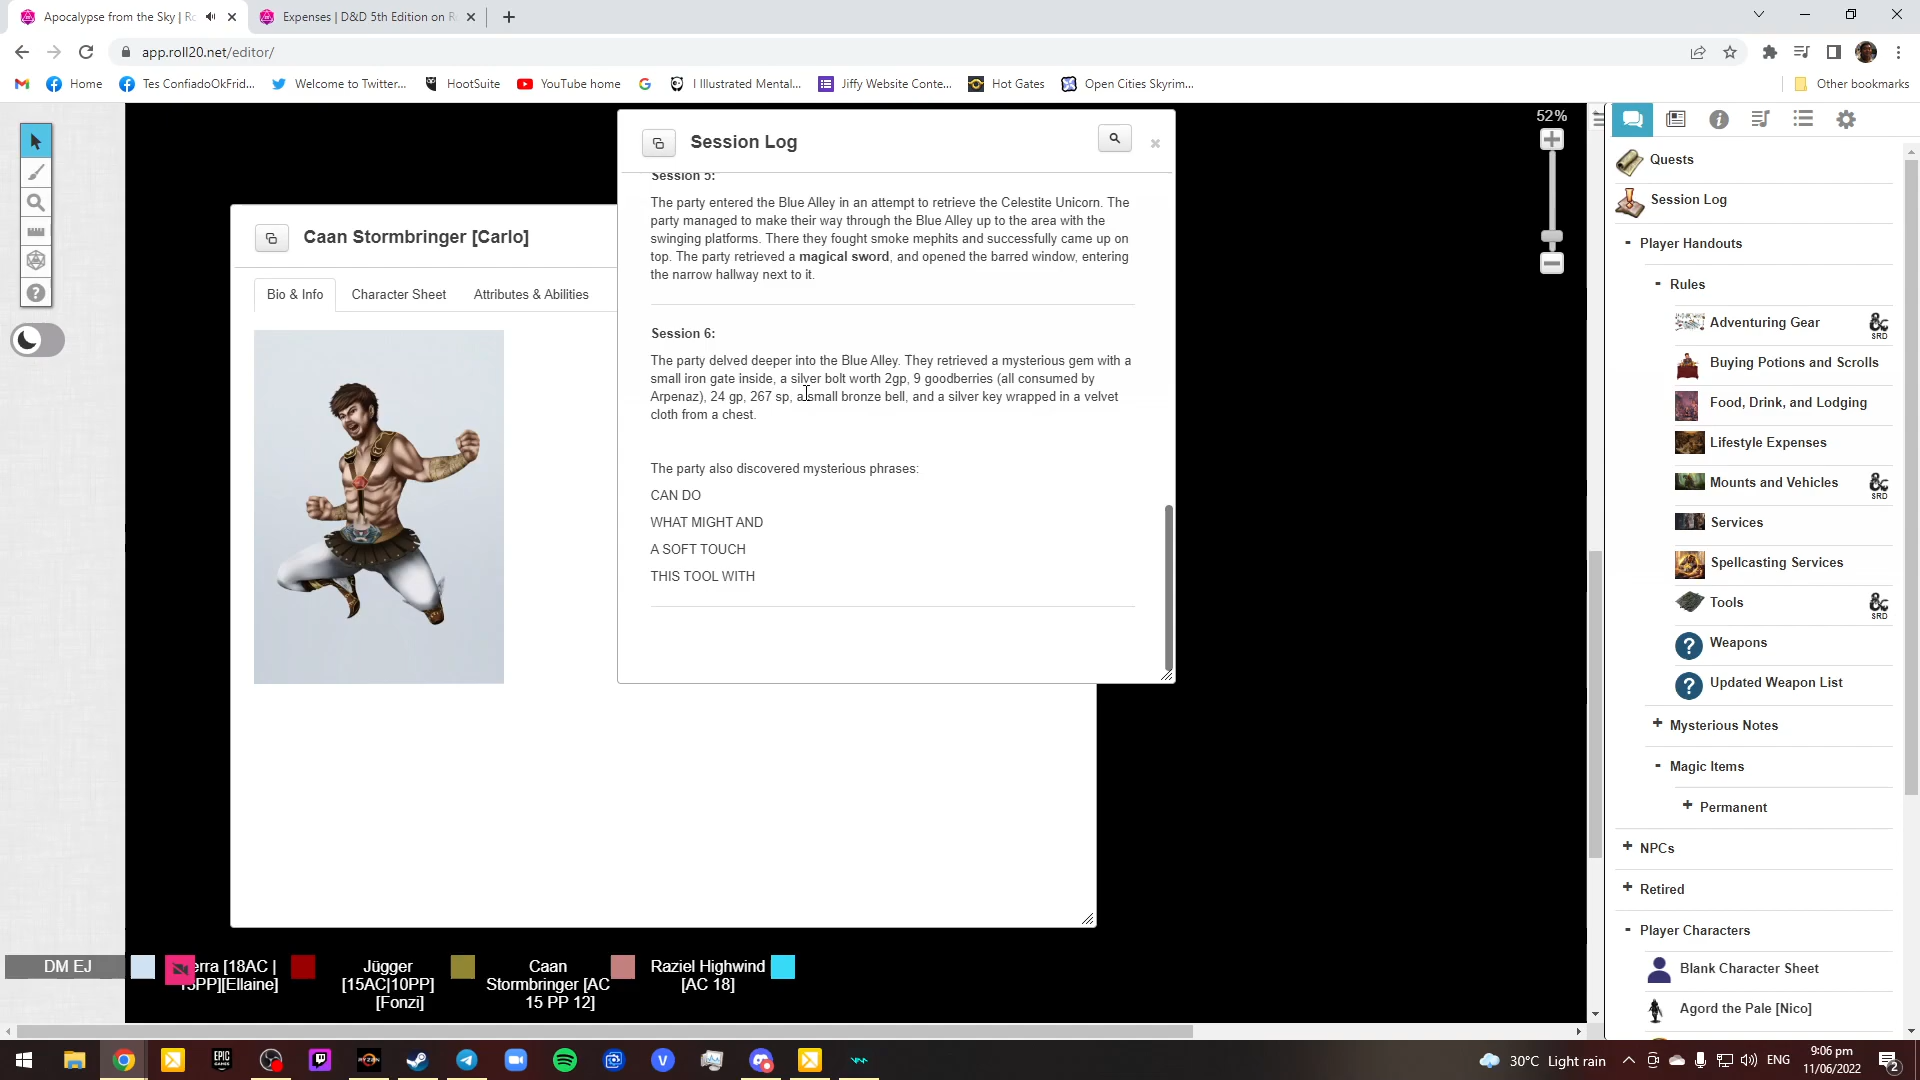 Apocalypse from the Sky | Ro
Expenses | D&D 5th Edition on R
app.roll20.net/editor/
Home
Tes ConfiadoOkFrid...
Welcome to Twitter...
HootSuite
YouTube home
I Illustrated Mental...
Jiffy Website Conte...
Hot Gates
Open Cities Skyrim...
Other bookmarks
52%
Session Log
Session 5:
The party entered the Blue Alley in an attempt to retrieve the Celestite Unicorn. The
party managed to make their way through the Blue Alley up to the area with the
swinging platforms. There they fought smoke mephits and successfully came up on
top. The party retrieved a magical sword, and opened the barred window, entering
the narrow hallway next to it.
Session 6:
The party delved deeper into the Blue Alley. They retrieved a mysterious gem with a
small iron gate inside, a silver bolt worth 2gp, 9 goodberries (all consumed by
Arpenaz), 24 gp, 267 sp, a small bronze bell, and a silver key wrapped in a velvet
cloth from a chest.
The party also discovered mysterious phrases:
CAN DO
WHAT MIGHT AND
A SOFT TOUCH
THIS TOOL WITH
Caan Stormbringer [Carlo]
Bio & Info
Character Sheet
Attributes & Abilities
Quests
Session Log
Player Handouts
Rules
Adventuring Gear
SRD
Buying Potions and Scrolls
Food, Drink, and Lodging
Lifestyle Expenses
Mounts and Vehicles
SRD
Services
Spellcasting Services
Tools
SRD
Weapons
Updated Weapon List
Mysterious Notes
Magic Items
Permanent
NPCs
Retired
Player Characters
Blank Character Sheet
Agord the Pale [Nico]
DM EJ
erra [18AC |
15PP][Ellaine]
Jügger
[15AC|10PP]
[Fonzi]
Caan
Stormbringer [AC
15 PP 12]
Raziel Highwind
[AC 18]
EPIC
GAMES
RYZEN
30°C Light rain
ENG
9:06 pm
11/06/2022
2